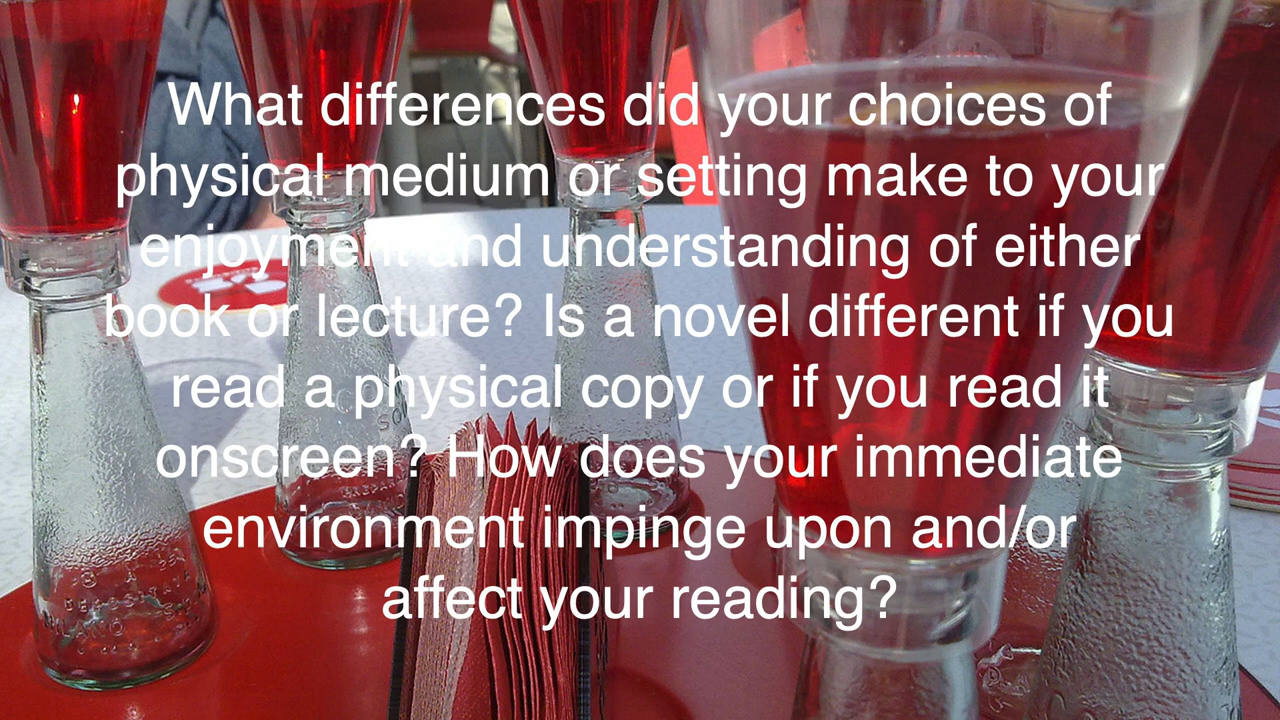 What differences did your choices of
physical medium or setting make to your
enjoyment and understanding of either
book or lecture? Is a novel different if you
read a physical copy or if you read it
onscreen? How does your immediate
environment impinge upon and/or
affect your reading?